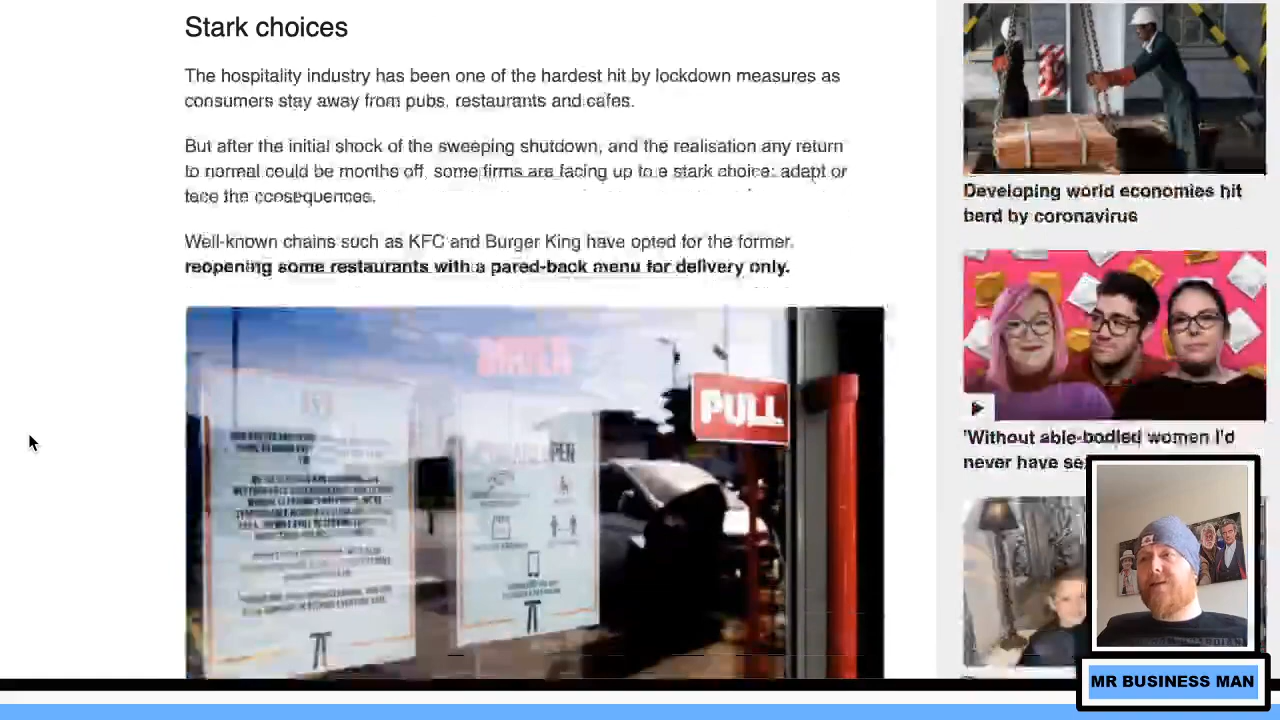 Stark choices
The hospitality industry has been one of the hardest hit by lockdown measures as
consumers stay away from pubs, restaurants and cafes.
But after the initial shock of the sweeping shutdown, and the realisation any return
to normal could be months off, some firms are facing up to a stark choice: adapt or
face the consequences.
Well-known chains such as KFC and Burger King have opted for the former,
reopening some restaurants with a pared-back menu for delivery only.
PULL
Developing world economies hit
hard by coronavirus
'Without able-bodied women I'd
never have
MR BUSINESS MAN